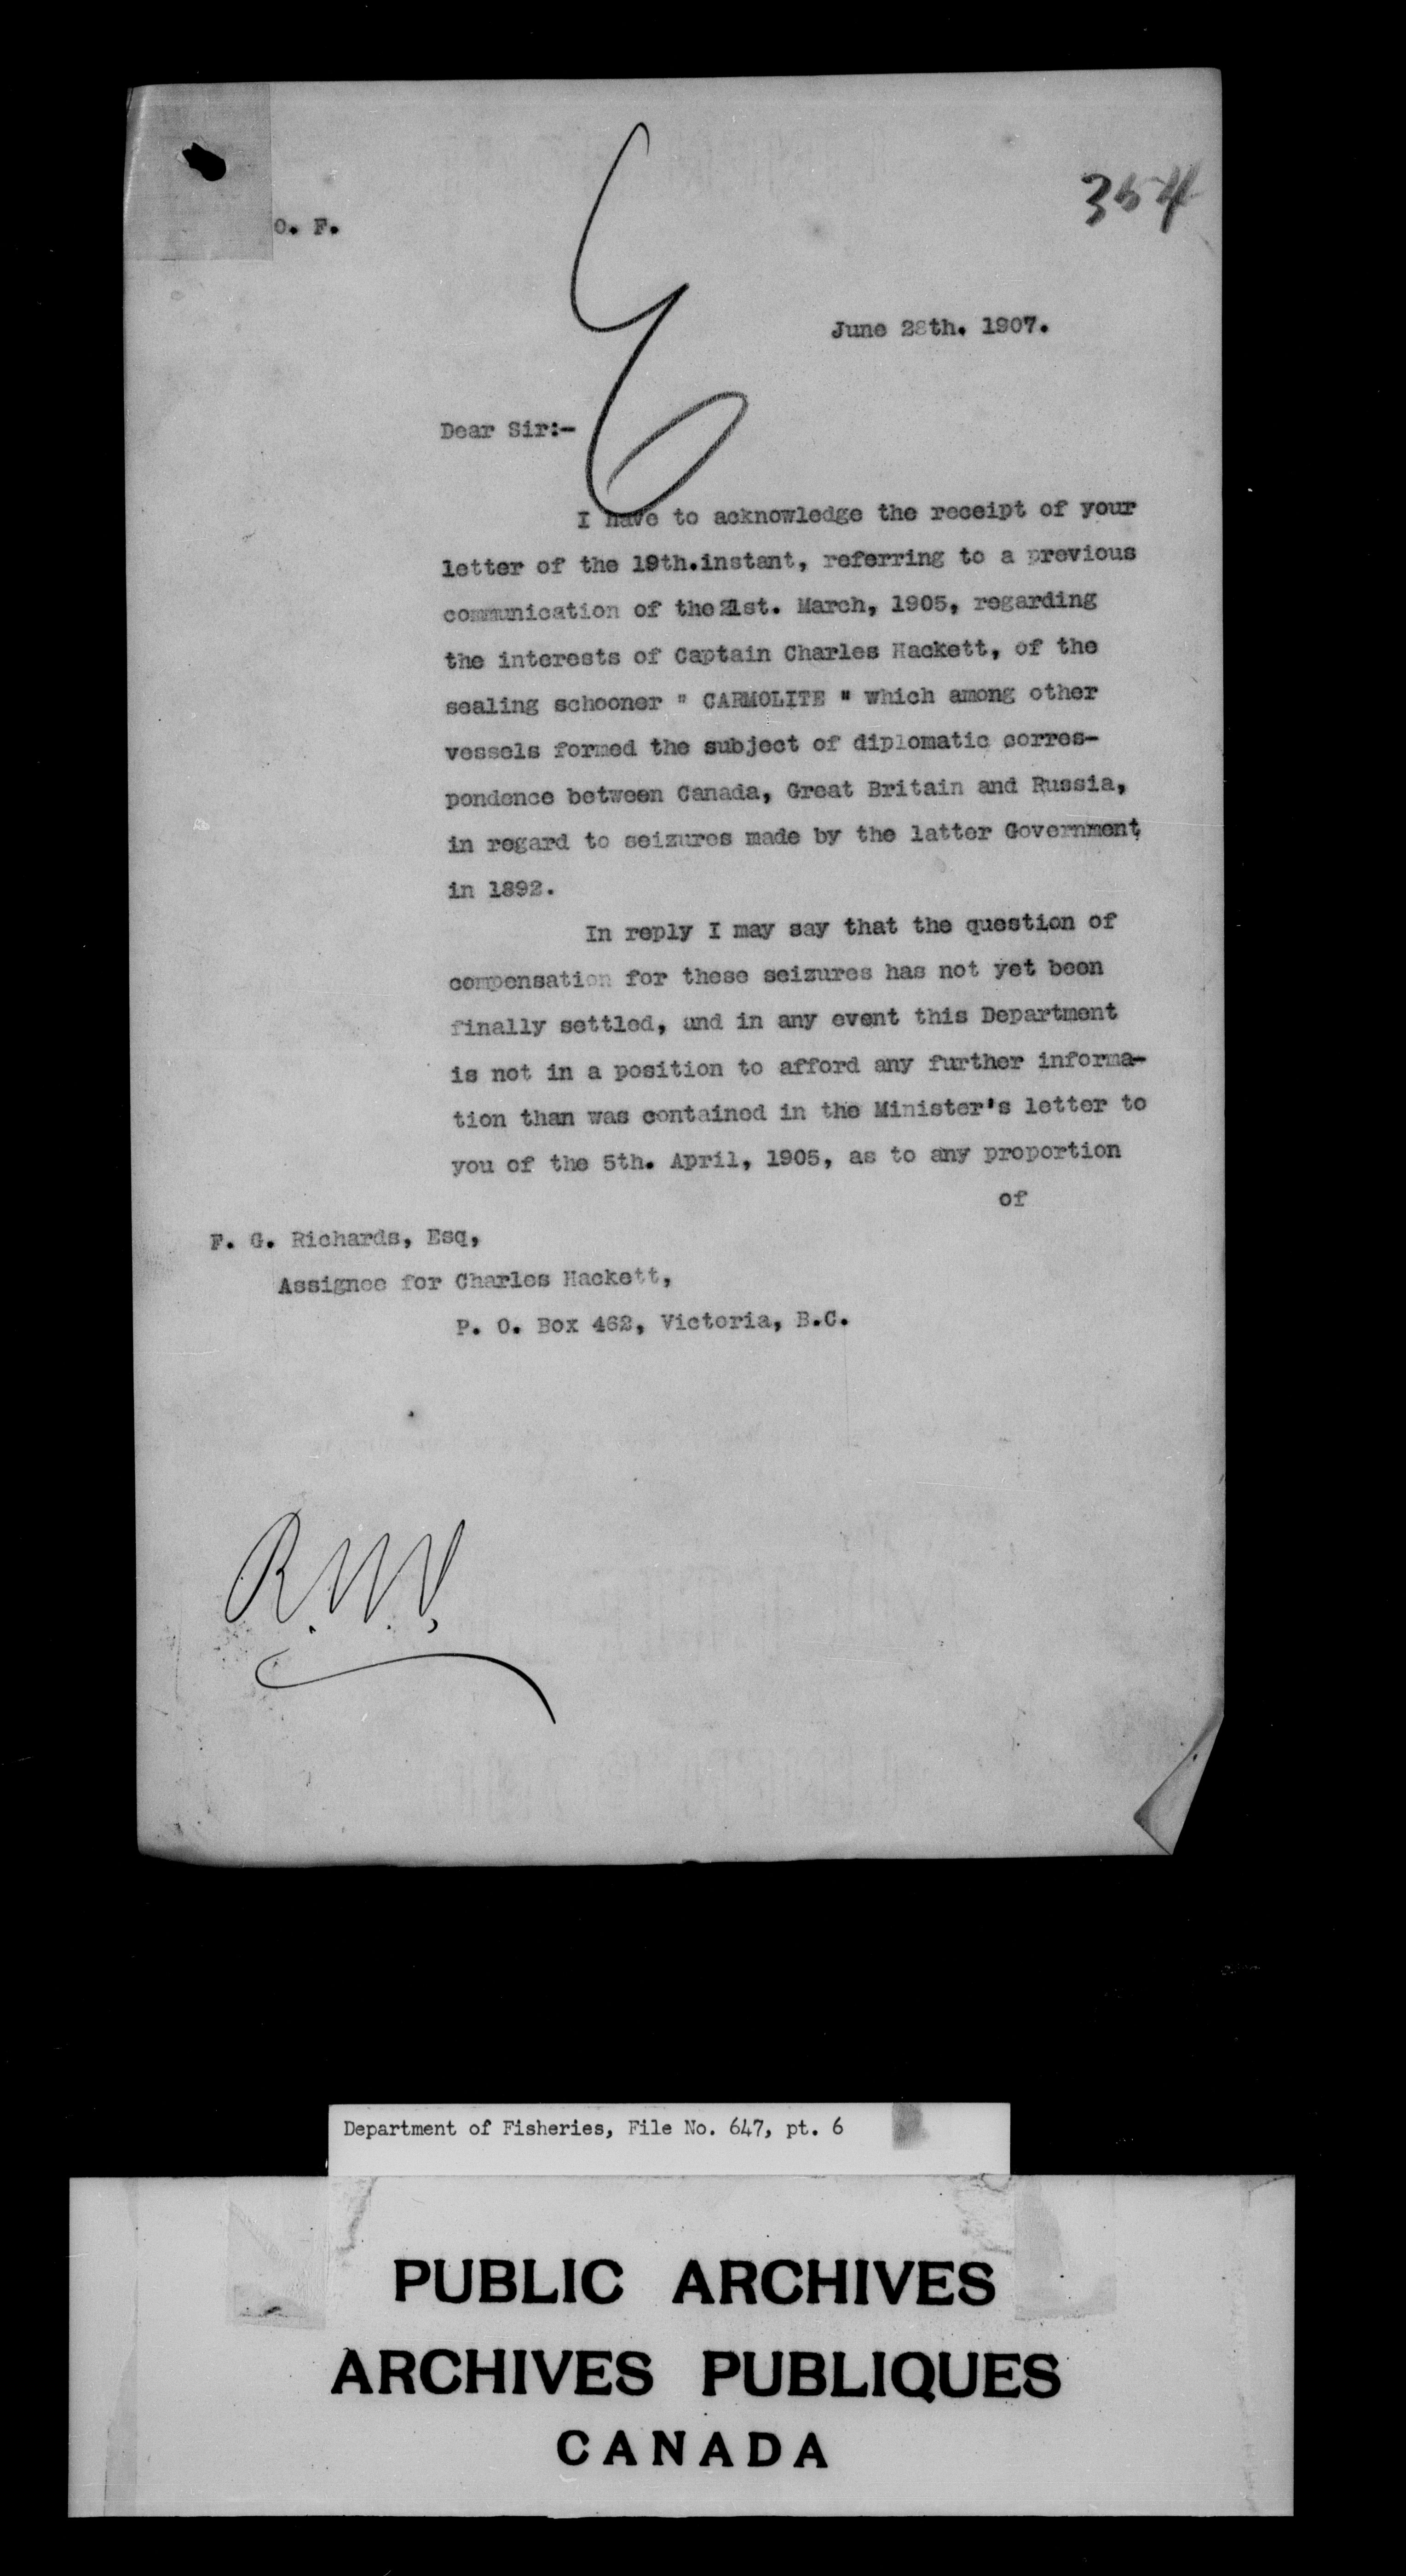 354
O. F.
June 28th. 1907.
Dear Sir:-
I have to acknowledge the receipt of your
letter of the 19th.instant, referring to a previous
communication of the 21st. March, 1905, regarding
the interests of Captain Charles Hackett, of the
sealing schooner " CARMOLITE " which among other
vessels formed the subject of diplomatic corres-
pondence between Canada, Great Britain and Russia,
in regard to seizures made by the latter Government
in 1892.
In reply I may say that the question of
compensation for these seizures has not yet been
finally settled, and in any event this Department
is not in a position to afford any further informa-
tion than was contained in the Minister's letter to
you of the 5th. April, 1905, as to any proportion
of
F. G. Richards, Esq,
Assignee for Charles Hackett,
P. O. Box 462, Victoria, B.C.
Department of Fisheries, File No. 647, pt. 6
PUBLIC ARCHIVES
ARCHIVES PUBLIQUES
CANADA